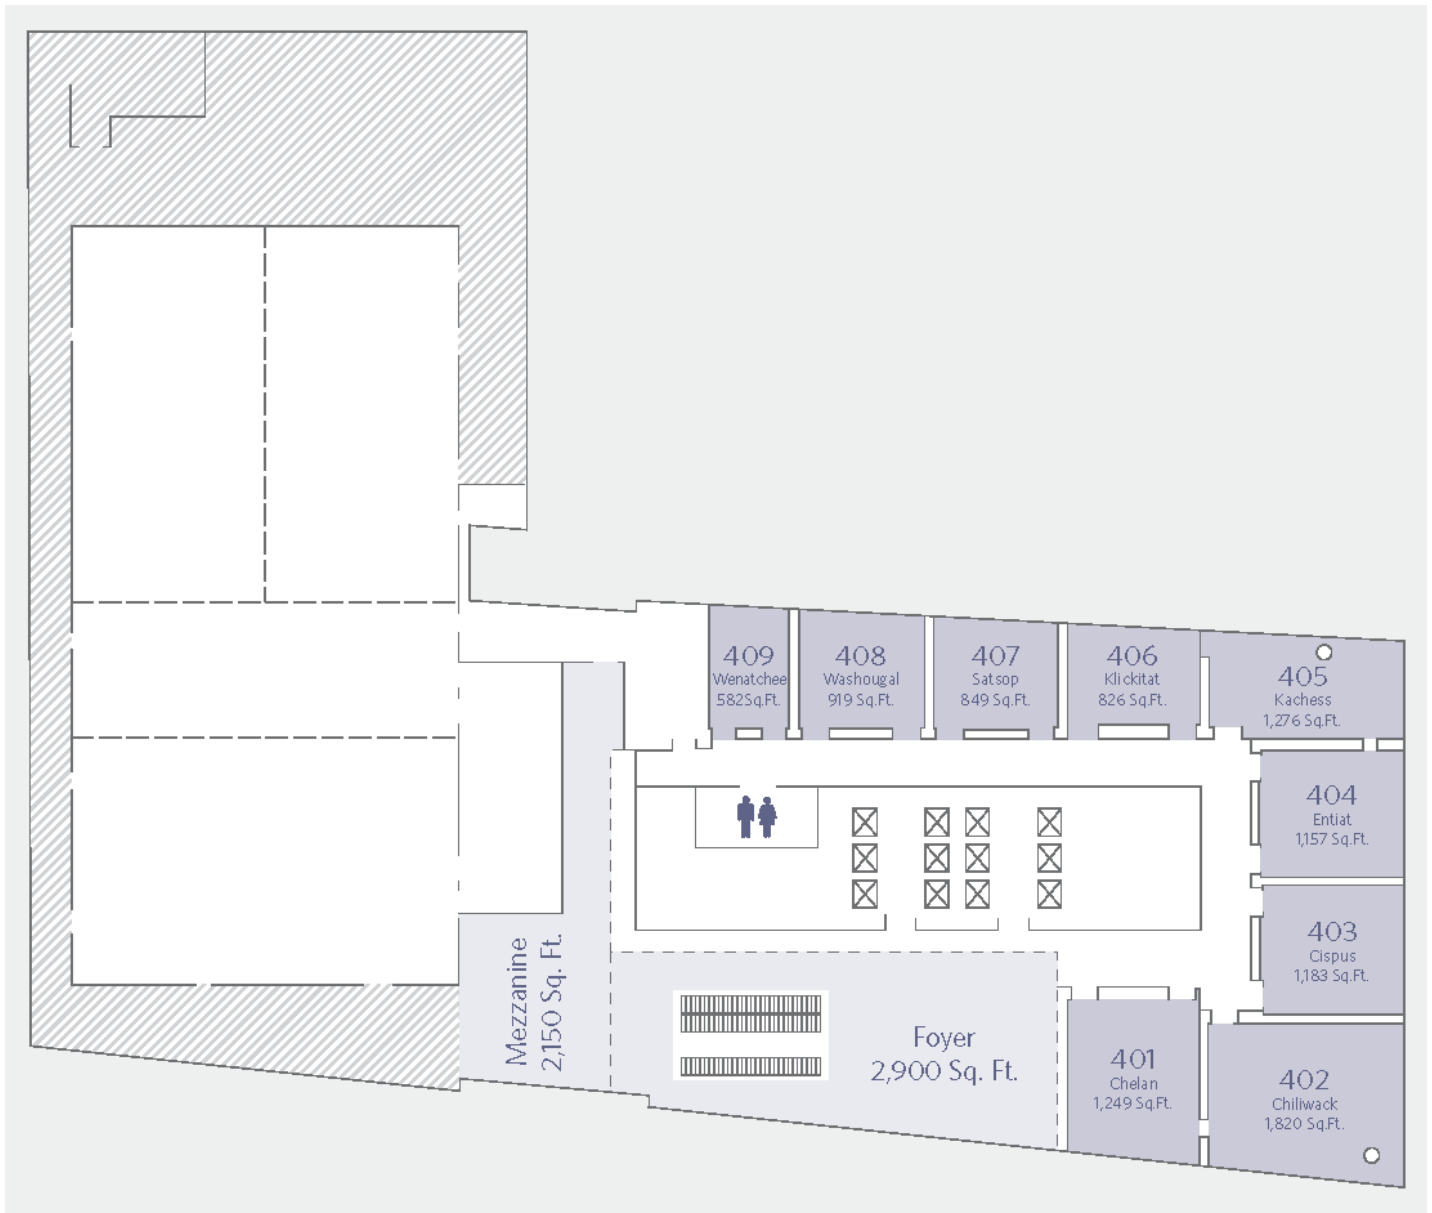 409
Wenatchee
582Sq.Ft.
408
Washougal
919 Sq.Ft.
407
Satsop
849 Sq.Ft.
406
Klickitat
826 Sq.Ft.
405
Kachess
1,276 Sq.Ft.
404
Entiat
1,157 Sq.Ft.
403
Cispus
1,183 Sq.Ft.
Mezzanine
2,150 Sq. Ft.
Foyer
2,900 Sq. Ft.
401
Chelan
1,249 Sq.Ft.
402
Chiliwack
1,820 Sq.Ft.